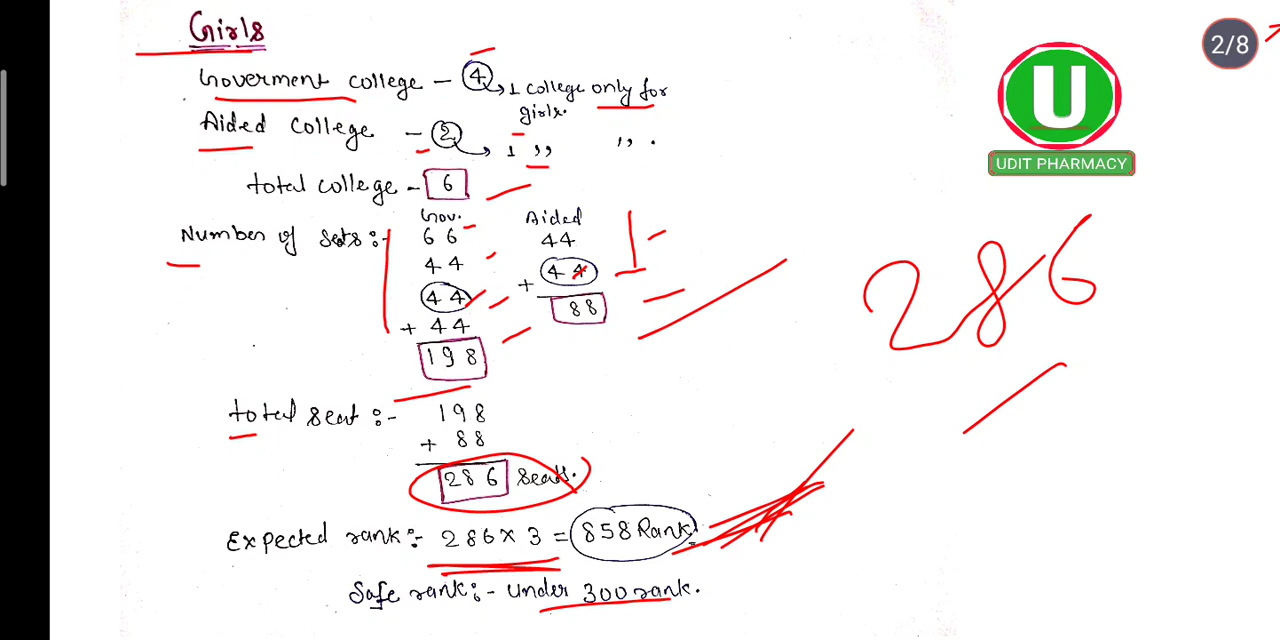 Girls
Goverment college - 4 → 1 college only for girls.
Aided college - 2 → 1 ,, ,, .
total college - 6
Number of seats :-
Gov. Aided
66 44
44 + 44
44 88
+ 44
198
total seat :- 198
+ 88
286 seats.
Expected rank :- 286 x 3 = 858 Rank.
Safe rank :- under 300 rank.
2/8
U
UDIT PHARMACY
286